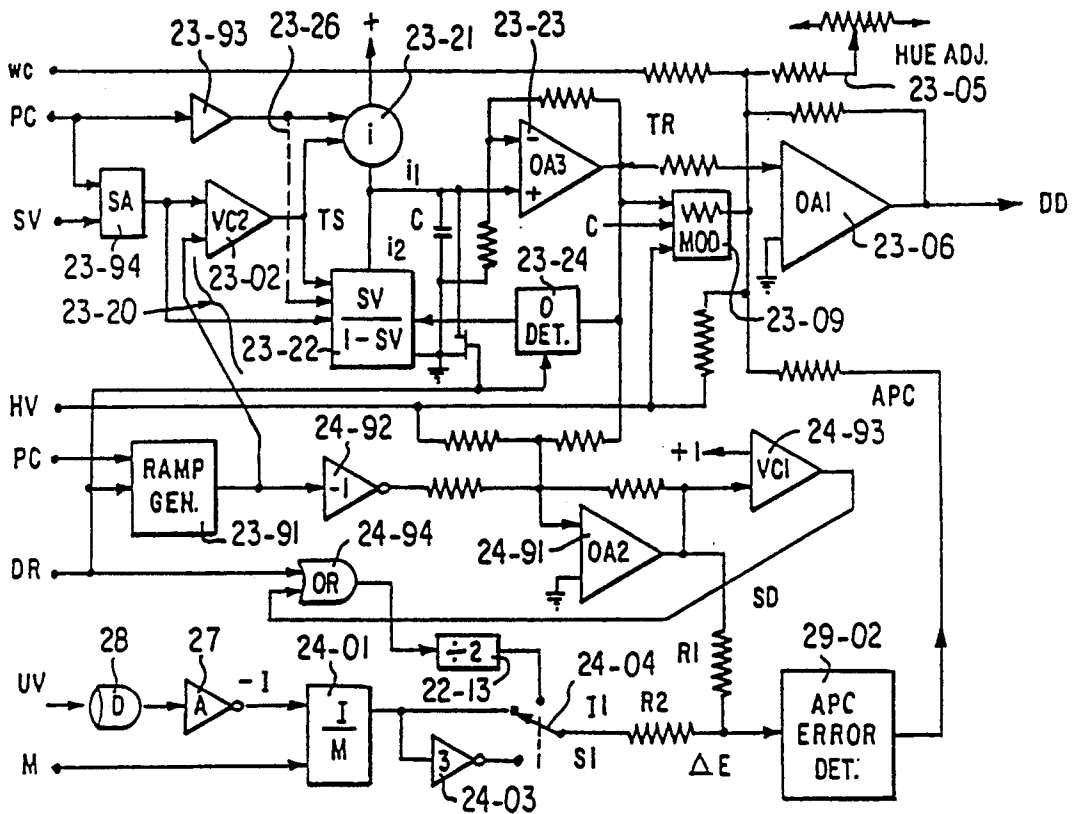 23-93
23-26
+
23-21
23-23
WC
HUE ADJ.
23-05
PC
i
TR
i1
-
OA3
+
OA1
DD
SA
SV
VC2
TS
C
C
MOD
23-06
23-94
23-02
i2
23-24
23-20
SV
1-SV
O
DET.
23-09
23-22
HV
APC
24-92
24-93
PC
RAMP
GEN.
-1
+1
VC1
23-91
24-94
24-91
OA2
DR
OR
SD
28
27
24-01
÷2
22-13
24-04
R1
29-02
UV
D
A
-I
I
M
I1
R2
APC
ERROR
DET.
M
3
S1
ΔE
24-03